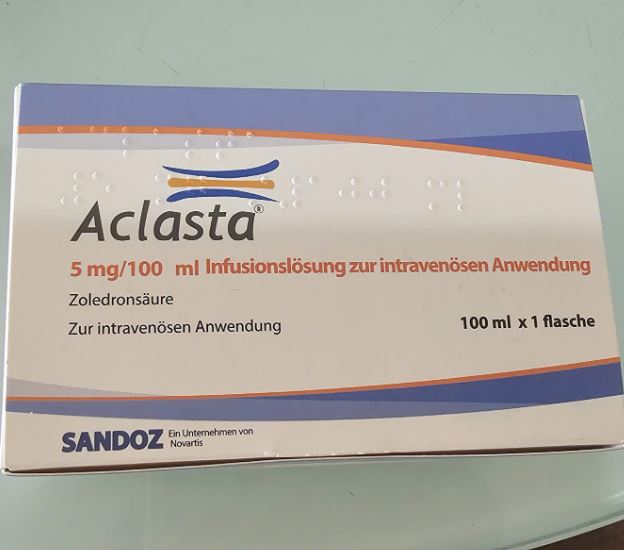 Aclasta®
5 mg/100 ml Infusionslösung zur intravenösen Anwendung
Zoledronsäure
Zur intravenösen Anwendung
100 ml x 1 flasche
SANDOZ Ein Unternehmen von
Novartis